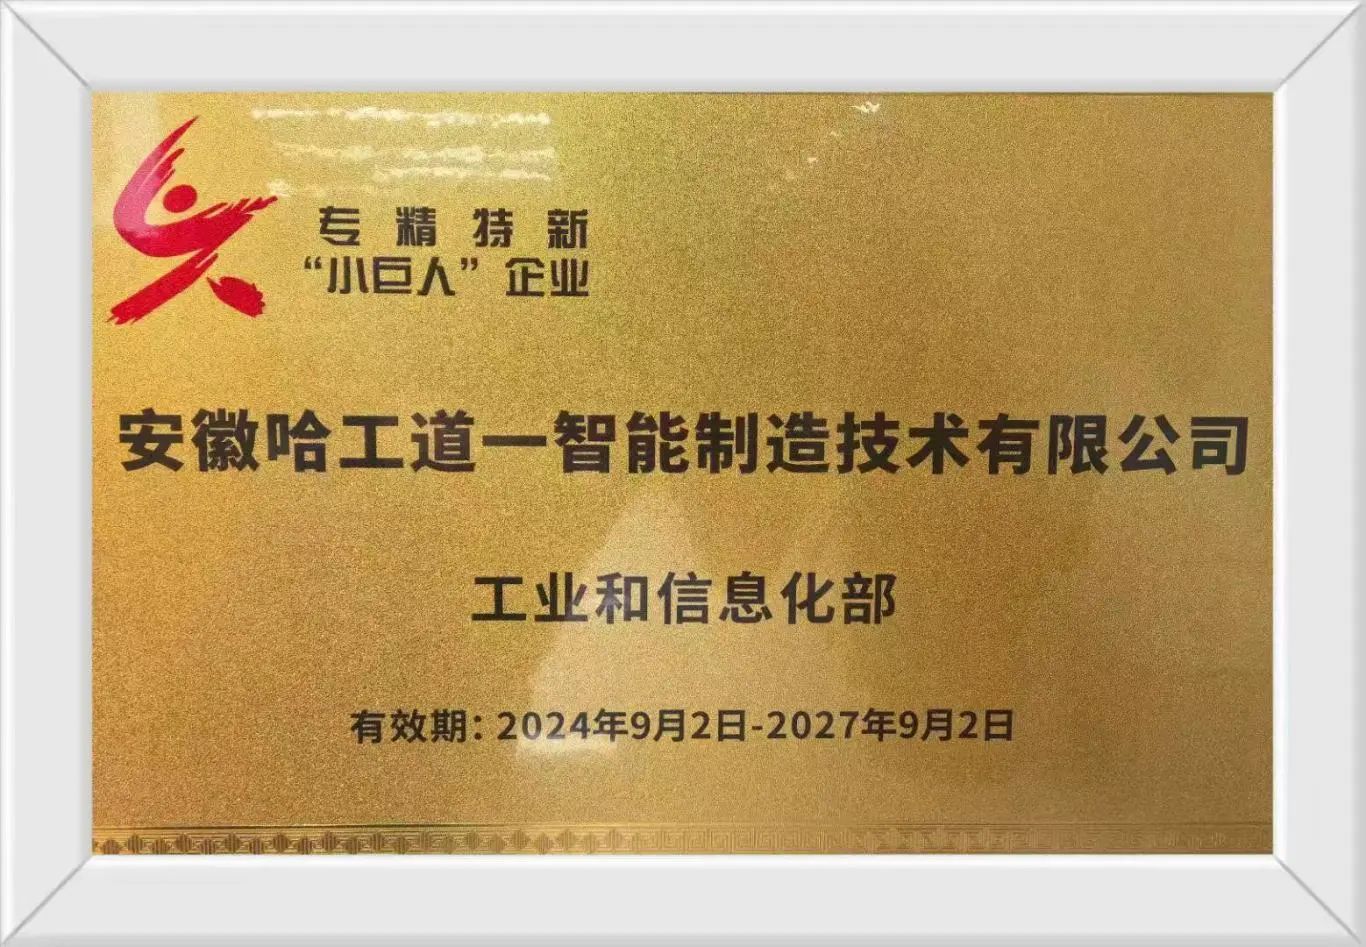 专精特新
“小巨人”企业
安徽哈工道一智能制造技术有限公司
工业和信息化部
有效期：2024年9月2日-2027年9月2日